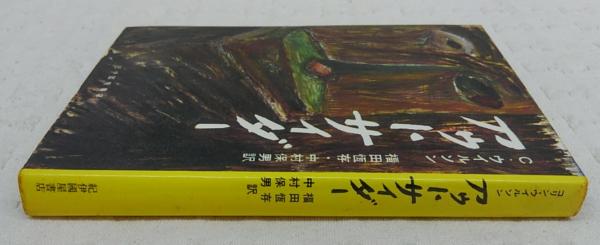 アウトサイダー
C・ウィルソン
福田恆存・中村保男訳
コリン・ウィルソン
アウトサイダー
福田恆存
中村保男 訳
紀伊國屋書店